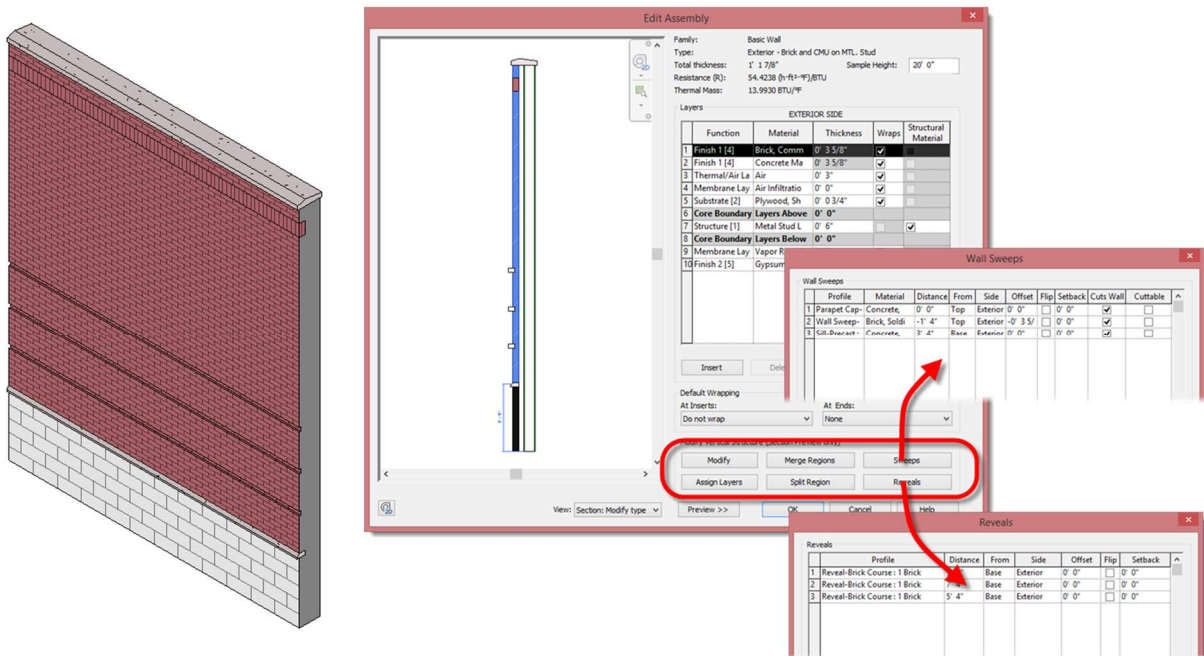 Edit Assembly
Family: Basic Wall
Type: Exterior - Brick and CMU on MTL. Stud
Total thickness: 1' 1 7/8" Sample Height: 20' 0"
Resistance (R): 54.4238 (h·ft²·°F)/BTU
Thermal Mass: 13.9930 BTU/°F
Layers
EXTERIOR SIDE
Function Material Thickness Wraps Structural Material
1 Finish 1 [4] Brick, Comm 0' 3 5/8"
2 Finish 1 [4] Concrete Ma 0' 3 5/8"
3 Thermal/Air La Air 0' 3"
4 Membrane Lay Air Infiltratio 0' 0"
5 Substrate [2] Plywood, Sh 0' 0 3/4"
6 Core Boundary Layers Above 0' 0"
7 Structure [1] Metal Stud L 0' 6"
8 Core Boundary Layers Below 0' 0"
9 Membrane Lay Vapor R
10 Finish 2 [5] Gypsum
Insert Dele
Default Wrapping
At Inserts: At Ends:
Do not wrap None
Modify Vertical Structure (Section Preview only)
Modify Merge Regions Sweeps
Assign Layers Split Region Reveals
View: Section: Modify type Preview >> OK Cancel Help
Wall Sweeps
Wall Sweeps
Profile Material Distance From Side Offset Flip Setback Cuts Wall Cuttable
1 Parapet Cap- Concrete, 0' 0" Top Exterior 0' 0" 0' 0"
2 Wall Sweep- Brick, Soldi -1' 4" Top Exterior -0' 3 5/ 0' 0"
3 Sill-Precast : Concrete, 3' 4" Base Exterior 0' 0" 0' 0"
Reveals
Reveals
Profile Distance From Side Offset Flip Setback
1 Reveal-Brick Course : 1 Brick Base Exterior 0' 0" 0' 0"
2 Reveal-Brick Course : 1 Brick Base Exterior 0' 0" 0' 0"
3 Reveal-Brick Course : 1 Brick 5' 4" Base Exterior 0' 0" 0' 0"